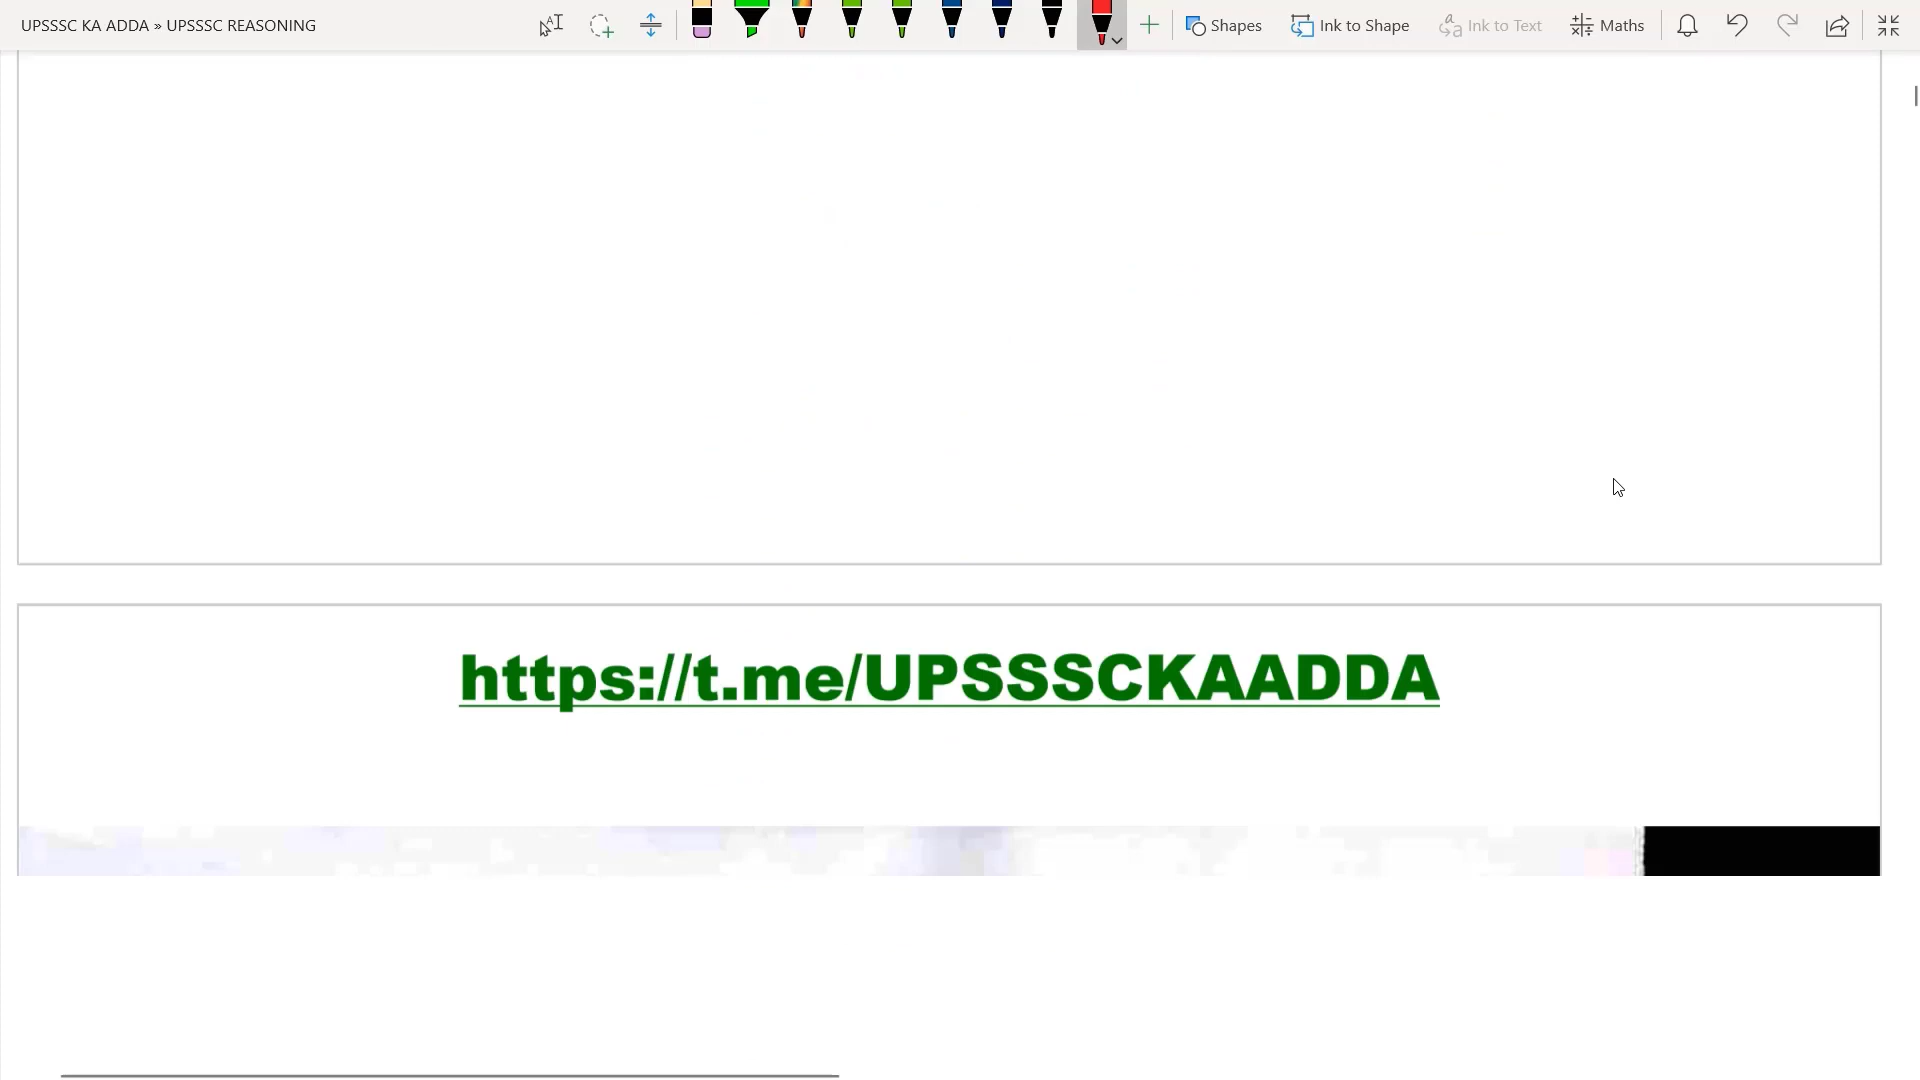 UPSSSC KA ADDA » UPSSSC REASONING
Shapes
Ink to Shape
Ink to Text
Maths
https://t.me/UPSSSCKAADDA